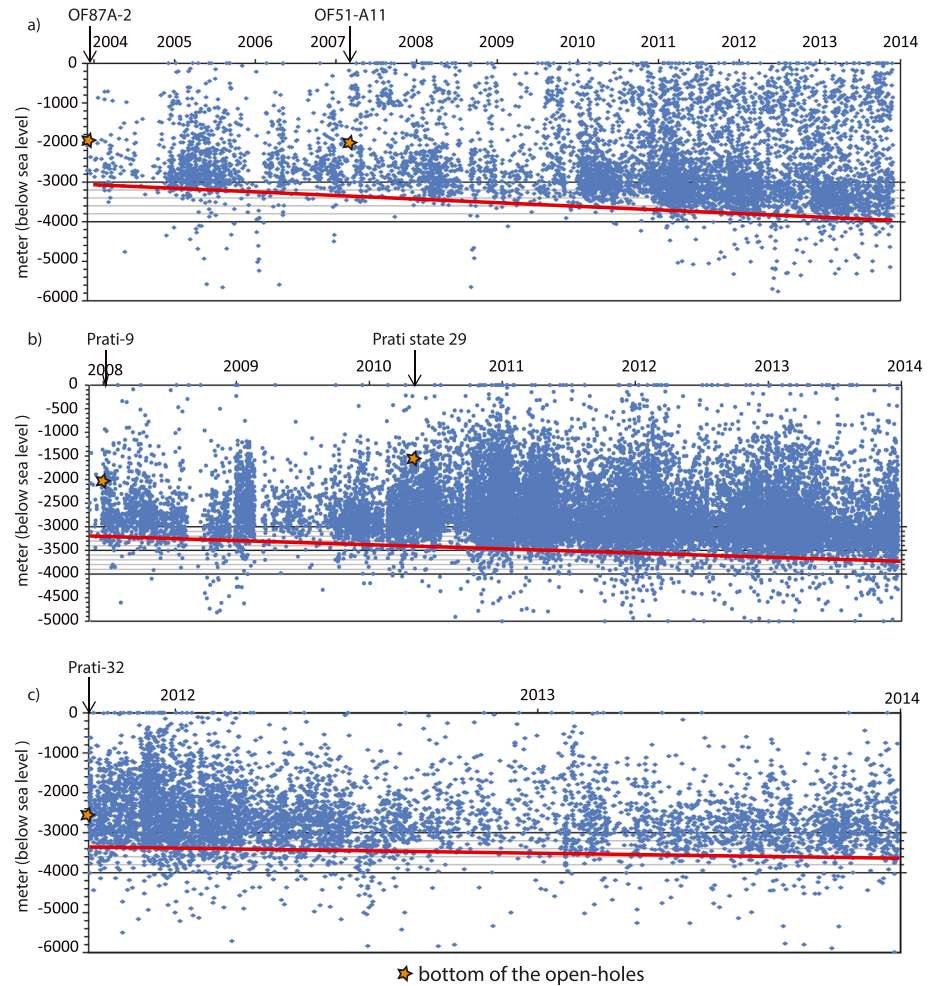 OF87A-2 OF51-A11
a)
2004 2005 2006 2007 2008 2009 2010 2011 2012 2013 2014
0
-1000
-2000
-3000
-4000
-5000
-6000
meter (below sea level)
b) Prati-9 Prati state 29
2008 2009 2010 2011 2012 2013 2014
0
-500
-1000
-1500
-2000
-2500
-3000
-3500
-4000
-4500
-5000
meter (below sea level)
Prati-32
c) 2012 2013 2014
0
-1000
-2000
-3000
-4000
-5000
-6000
meter (below sea level)
bottom of the open-holes